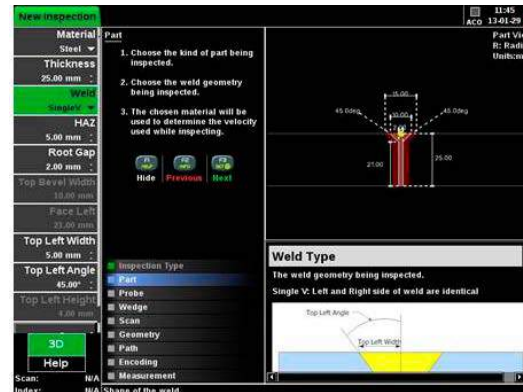 New Inspection
11:45
ACO 13-01-29
Material
Steel
Thickness
25.00 mm
Weld
SingleV
HAZ
5.00 mm
Root Gap
2.00 mm
Top Bevel Width
10.00 mm
Face Left
21.00 mm
Top Left Width
5.00 mm
Top Left Angle
45.00°
Top Left Height
4.00 mm
3D
Help
Scan: N/A
Index: N/A
Part
1. Choose the kind of part being
inspected.
2. Choose the weld geometry
being inspected.
3. The chosen material will be
used to determine the velocity
used while inspecting.
F1
F2
F3
Hide Previous Next
Inspection Type
Part
Probe
Wedge
Scan
Geometry
Path
Encoding
Measurement
Shape of the weld
Part Vie
R: Radi
Units:m
15.00
45.0deg
10.00
45.0deg
21.00
25.00
Weld Type
The weld geometry being inspected.
Single V: Left and Right side of weld are identical
Top Left Angle
Top Left Width